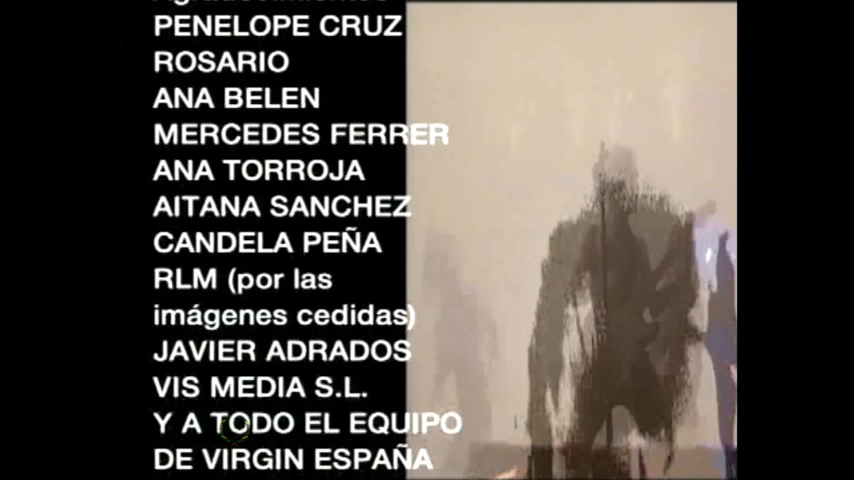 PENELOPE CRUZ
ROSARIO
ANA BELEN
MERCEDES FERRER
ANA TORROJA
AITANA SANCHEZ
CANDELA PEÑA
RLM (por las
imágenes cedidas)
JAVIER ADRADOS
VIS MEDIA S.L.
Y A TODO EL EQUIPO
DE VIRGIN ESPAÑA